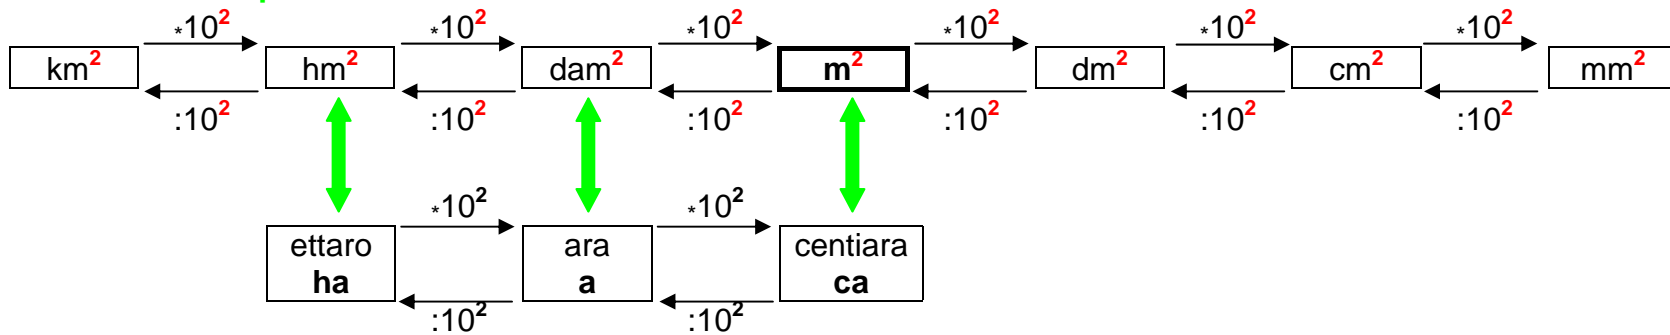 *10² *10² *10² *10² *10² *10²
km² hm² dam² m² dm² cm² mm²
:10² :10² :10² :10² :10² :10²
*10² *10²
ettaro ara centiara
ha a ca
:10² :10²